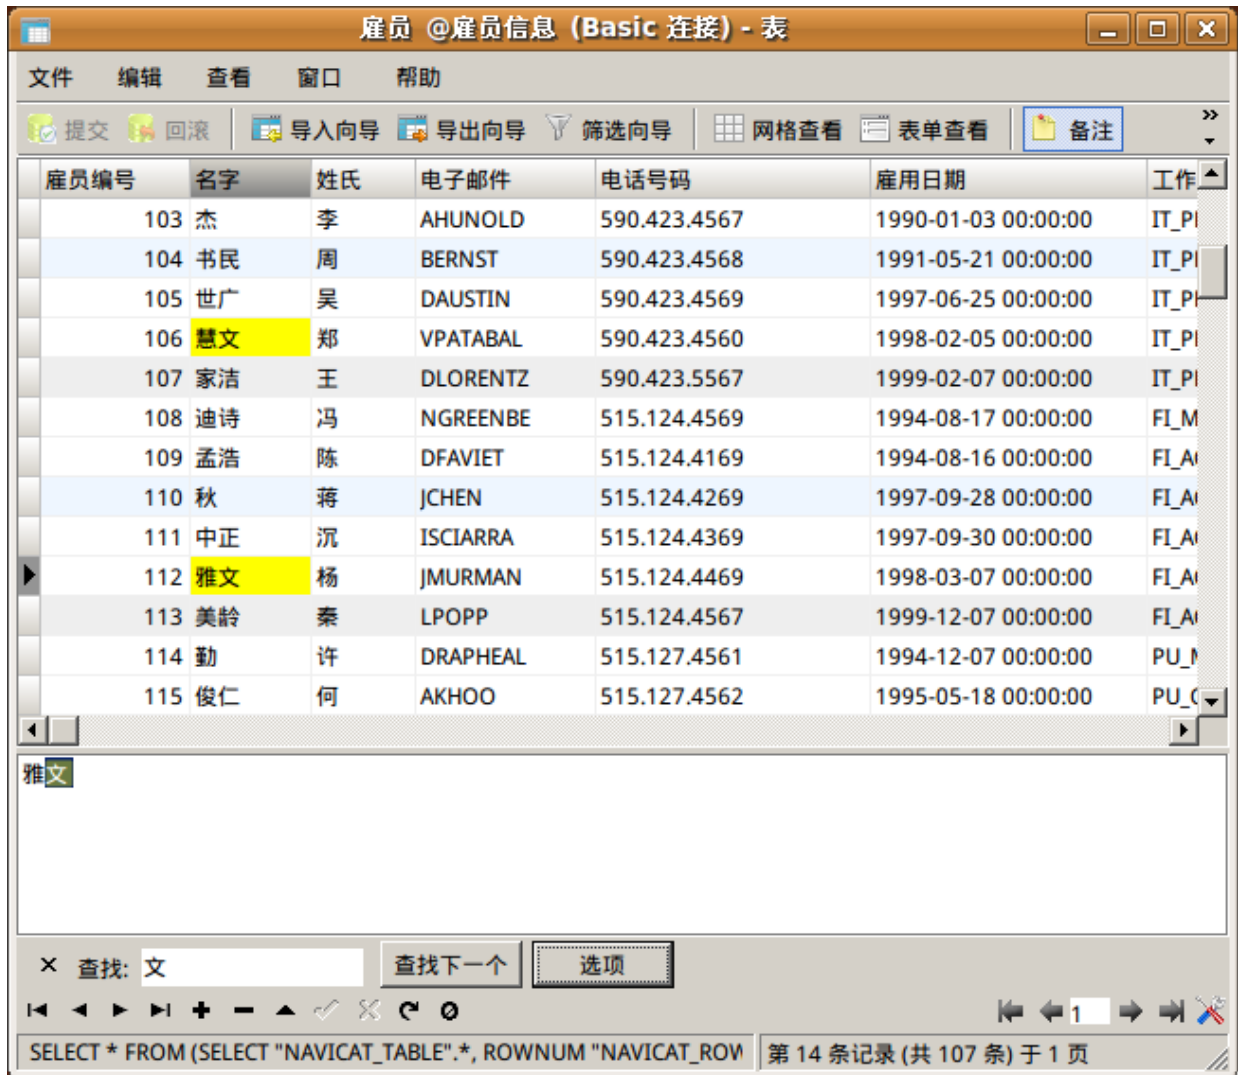 雇员 @雇员信息 (Basic 连接) - 表
文件 编辑 查看 窗口 帮助
提交 回滚 导入向导 导出向导 筛选向导 网格查看 表单查看 备注
雇员编号 名字 姓氏 电子邮件 电话号码 雇用日期 工作
103 杰 李 AHUNOLD 590.423.4567 1990-01-03 00:00:00 IT_P
104 书民 周 BERNST 590.423.4568 1991-05-21 00:00:00 IT_P
105 世广 吴 DAUSTIN 590.423.4569 1997-06-25 00:00:00 IT_P
106 慧文 郑 VPATABAL 590.423.4560 1998-02-05 00:00:00 IT_P
107 家洁 王 DLORENTZ 590.423.5567 1999-02-07 00:00:00 IT_P
108 迪诗 冯 NGREENBE 515.124.4569 1994-08-17 00:00:00 FI_M
109 孟浩 陈 DFAVIET 515.124.4169 1994-08-16 00:00:00 FI_A
110 秋 蒋 JCHEN 515.124.4269 1997-09-28 00:00:00 FI_A
111 中正 沉 ISCIARRA 515.124.4369 1997-09-30 00:00:00 FI_A
112 雅文 杨 JMURMAN 515.124.4469 1998-03-07 00:00:00 FI_A
113 美龄 秦 LPOPP 515.124.4567 1999-12-07 00:00:00 FI_A
114 勤 许 DRAPHEAL 515.127.4561 1994-12-07 00:00:00 PU_M
115 俊仁 何 AKHOO 515.127.4562 1995-05-18 00:00:00 PU_C
雅文
查找: 文 查找下一个 选项
1
SELECT * FROM (SELECT "NAVICAT_TABLE".*, ROWNUM "NAVICAT_ROW 第 14 条记录 (共 107 条) 于 1 页